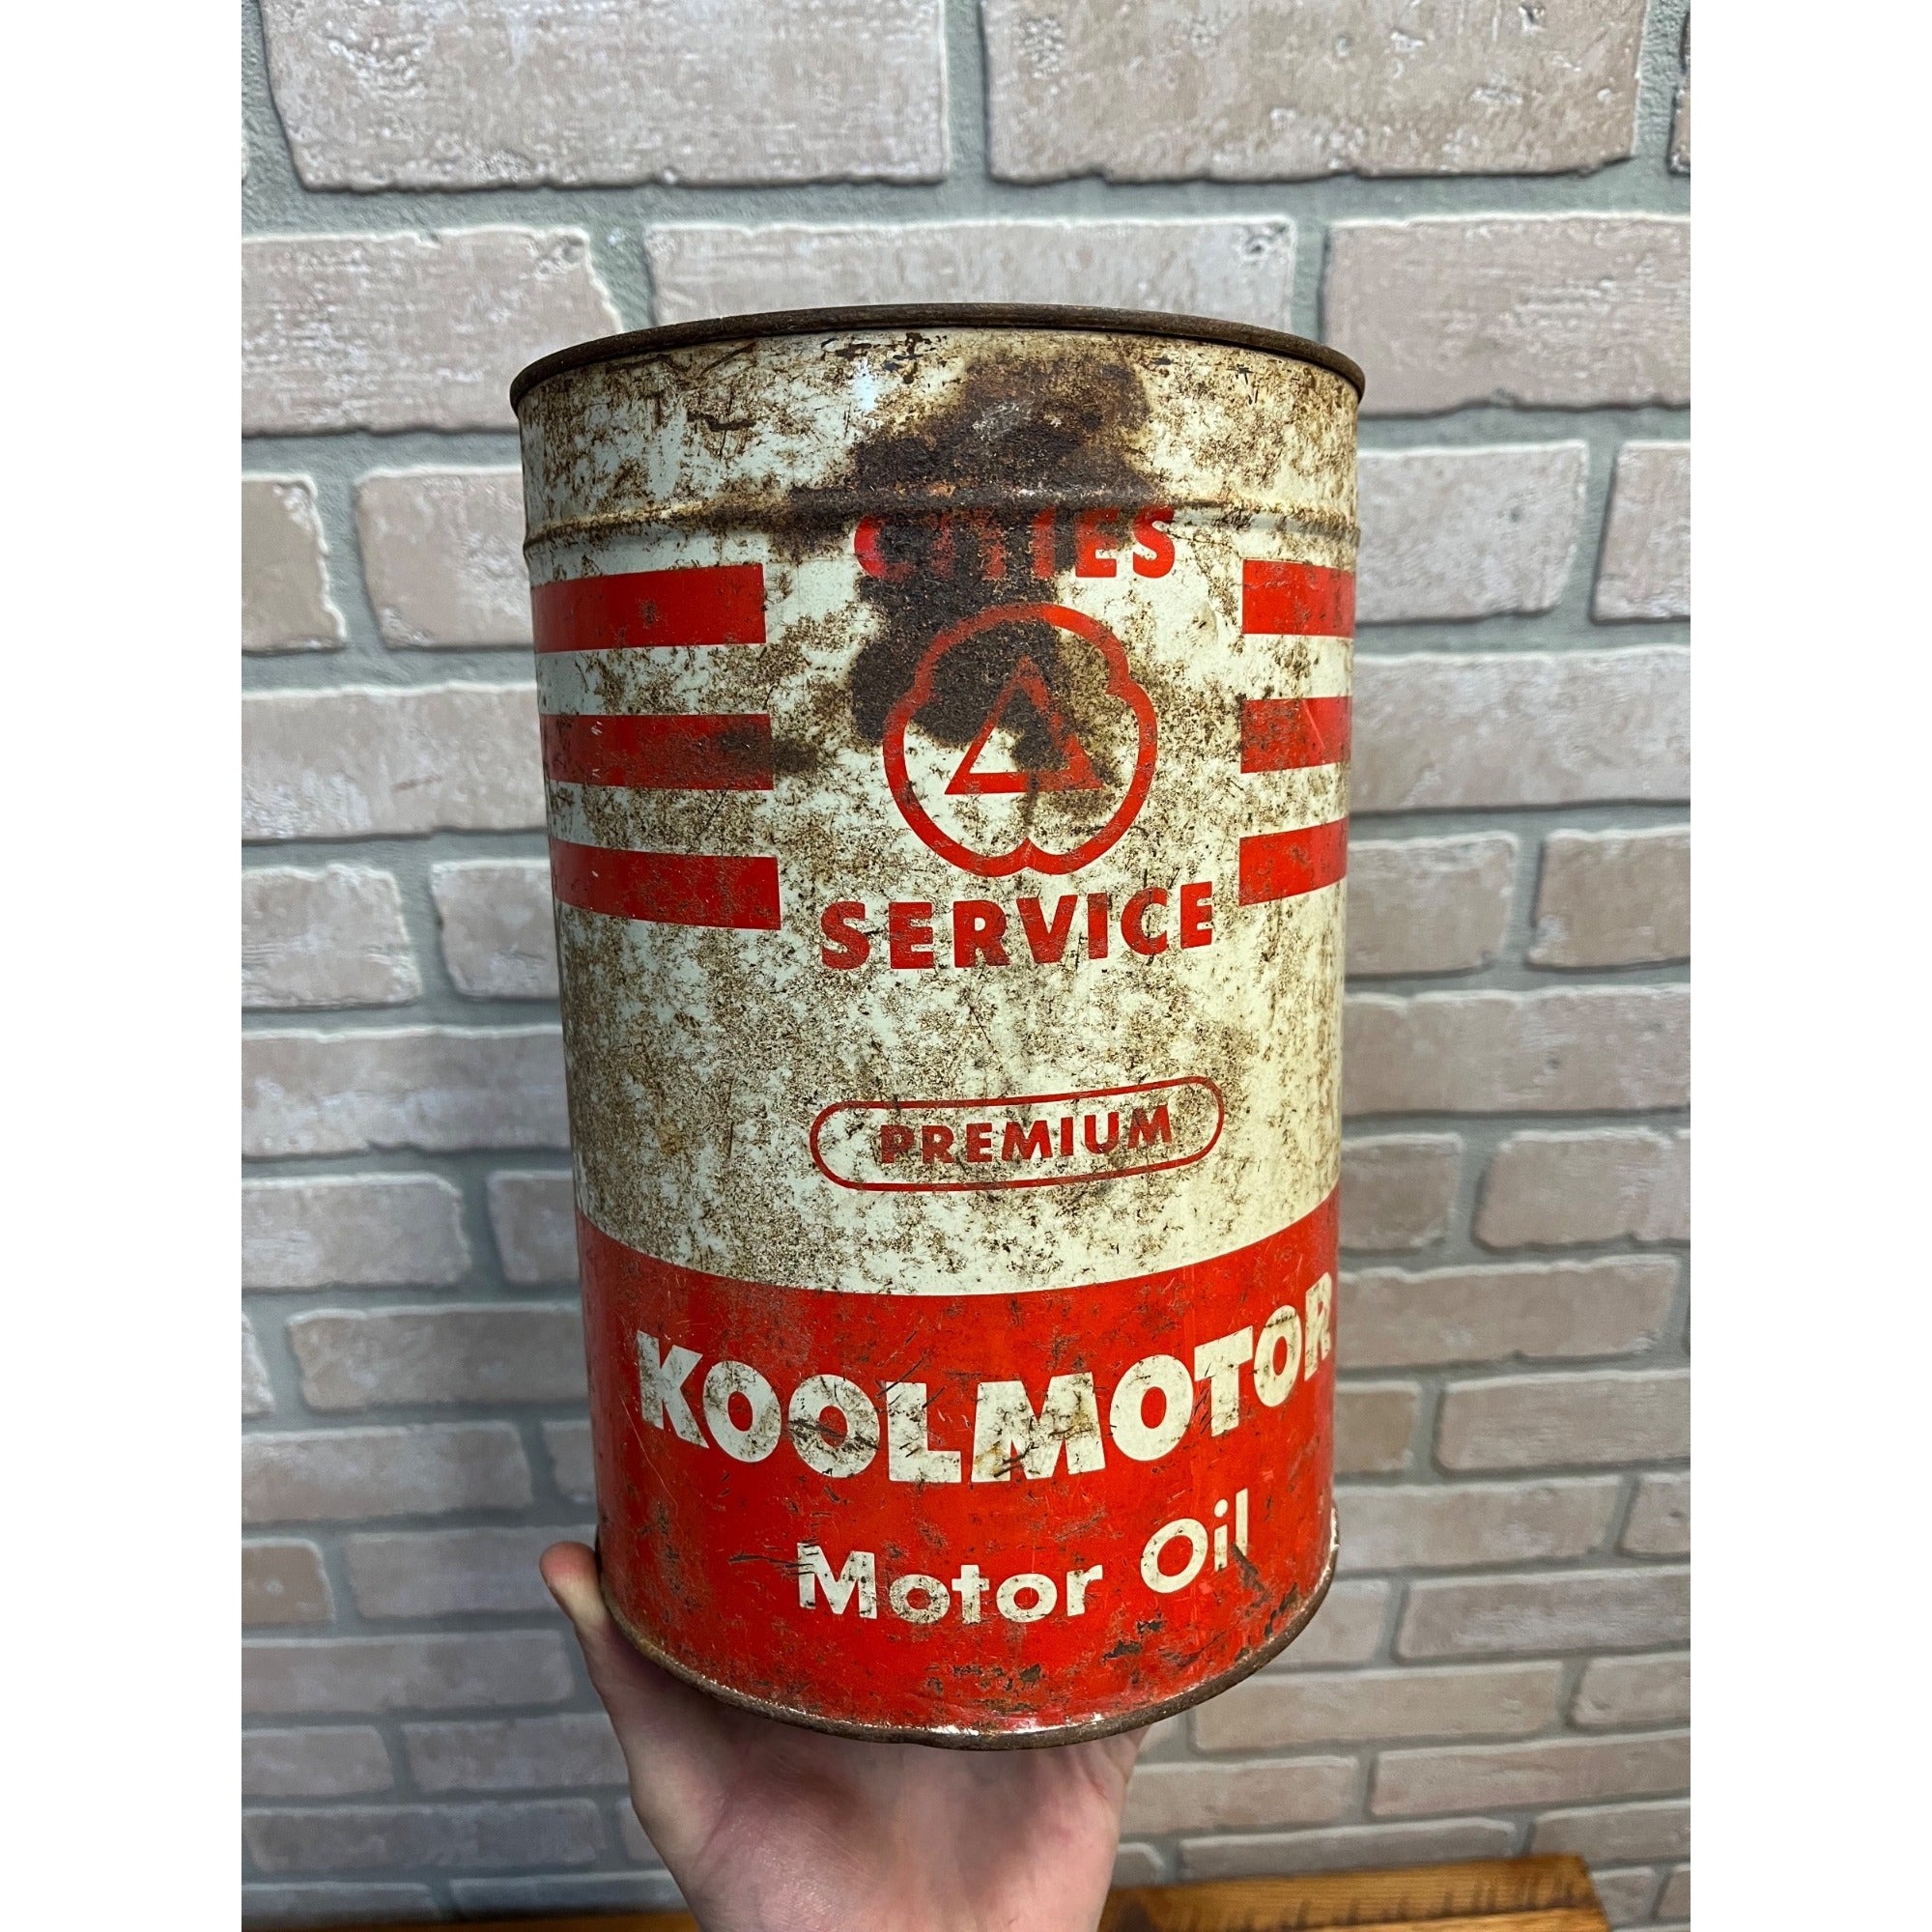 CITIES
SERVICE
PREMIUM
KOOLMOTOR
Motor Oil